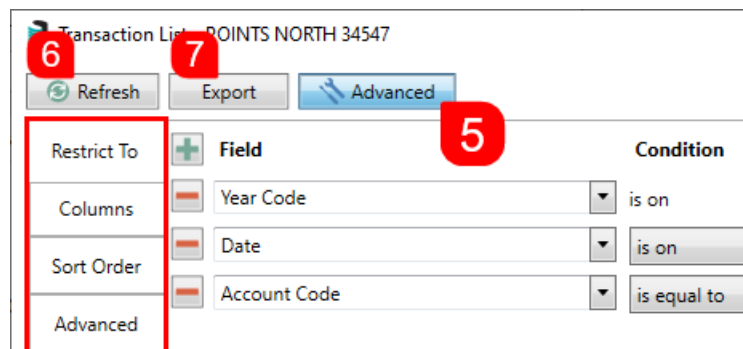 Transaction List - POINTS NORTH 34547
6
7
Refresh
Export
Advanced
5
Restrict To
Field
Condition
Columns
Year Code
is on
Sort Order
Date
is on
Advanced
Account Code
is equal to